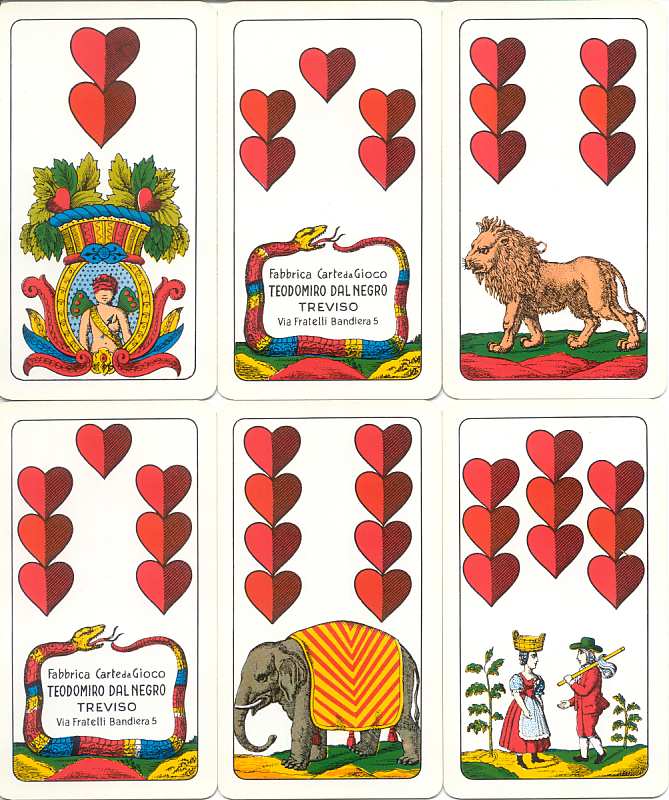 Fabbrica Carte da Gioco
TEODOMIRO DAL NEGRO
TREVISO
Via Fratelli Bandiera 5
Fabbrica Carte da Gioco
TEODOMIRO DAL NEGRO
TREVISO
Via Fratelli Bandiera 5